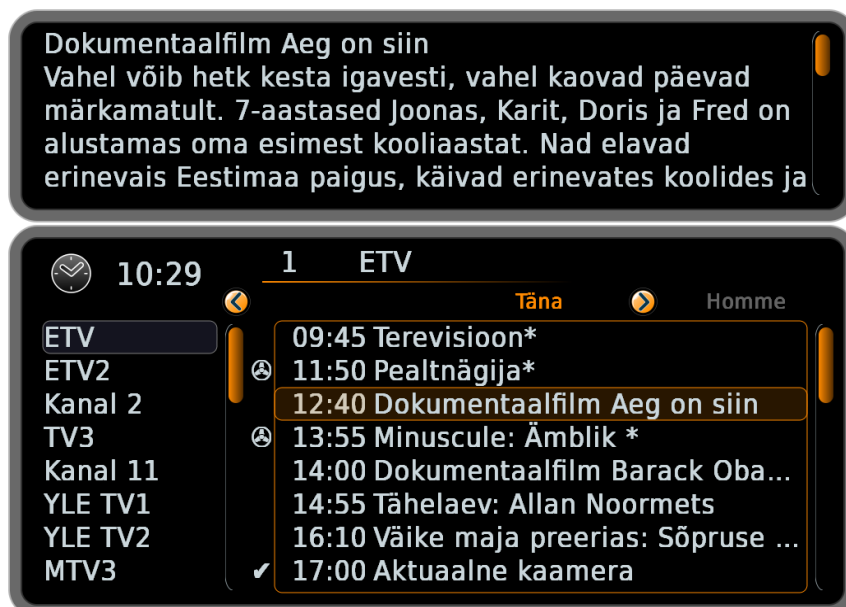 Dokumentaalfilm Aeg on siin
Vahel võib hetk kesta igavesti, vahel kaovad päevad
märkamatult. 7-aastased Joonas, Karit, Doris ja Fred on
alustamas oma esimest kooliaastat. Nad elavad
erinevais Eestimaa paigus, käivad erinevates koolides ja
10:29
1 ETV
Täna Homme
ETV
ETV2
Kanal 2
TV3
Kanal 11
YLE TV1
YLE TV2
MTV3
09:45 Terevisioon*
11:50 Pealtnägija*
12:40 Dokumentaalfilm Aeg on siin
13:55 Minuscule: Ämblik *
14:00 Dokumentaalfilm Barack Oba...
14:55 Tähelaev: Allan Noormets
16:10 Väike maja preerias: Sõpruse ...
✔ 17:00 Aktuaalne kaamera